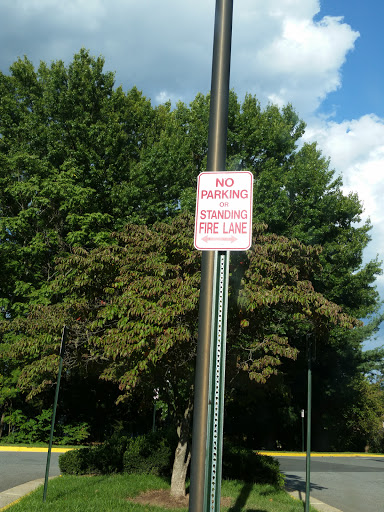 NO
PARKING
OR
STANDING
FIRE LANE